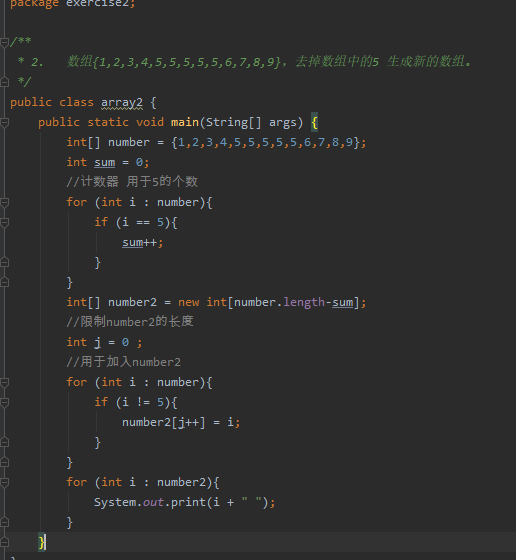 package exercise2;
/**
 * 2.   数组{1,2,3,4,5,5,5,5,5,6,7,8,9}，去掉数组中的5 生成新的数组。
 */
public class array2 {
    public static void main(String[] args) {
        int[] number = {1,2,3,4,5,5,5,5,5,6,7,8,9};
        int sum = 0;
        //计数器 用于5的个数
        for (int i : number){
            if (i == 5){
                sum++;
            }
        }
        int[] number2 = new int[number.length-sum];
        //限制number2的长度
        int j = 0 ;
        //用于加入number2
        for (int i : number){
            if (i != 5){
                number2[j++] = i;
            }
        }
        for (int i : number2){
            System.out.print(i + " ");
        }
    }